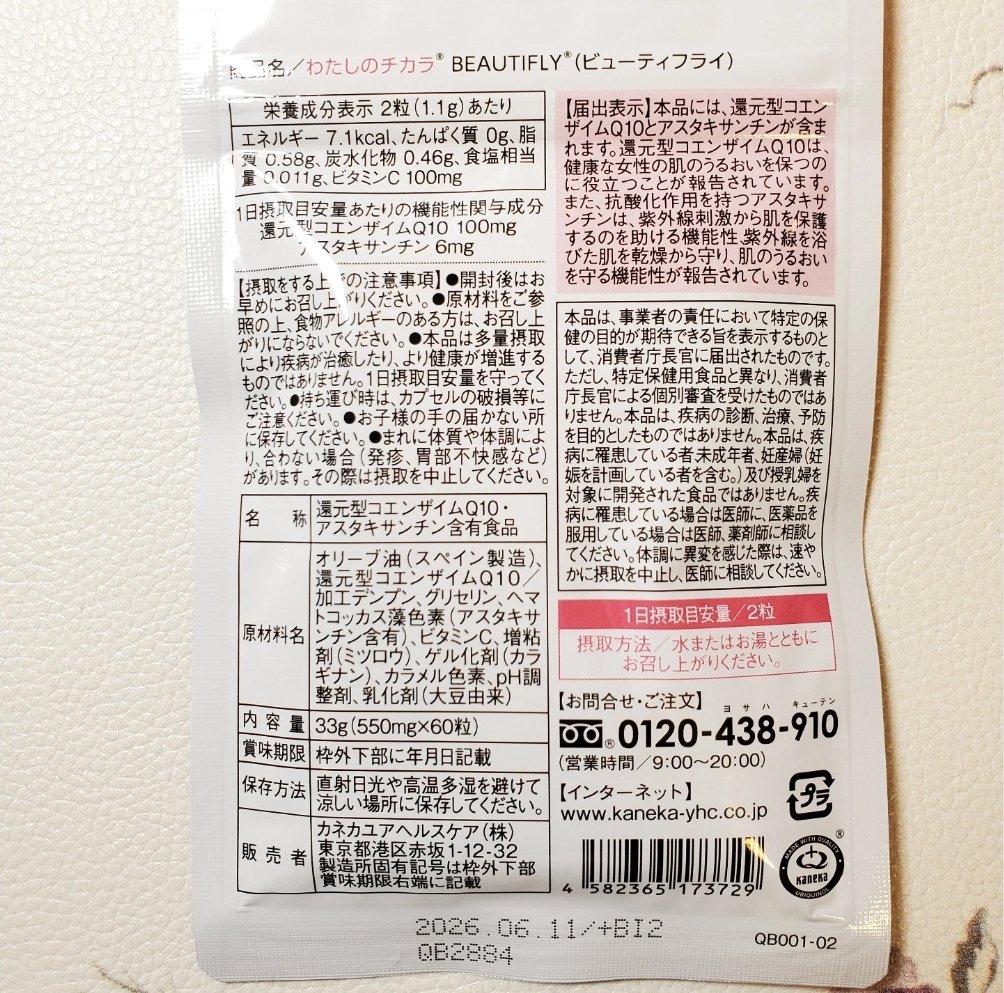 商品名／わたしのチカラ® BEAUTIFLY®(ビューティフライ)
栄養成分表示 2粒(1.1g)あたり
エネルギー 7.1kcal、たんぱく質 0g、脂
質 0.58g、炭水化物 0.46g、食塩相当
量 0.011g、ビタミンC 100mg
1日摂取目安量あたりの機能性関与成分
還元型コエンザイムQ10 100mg
アスタキサンチン 6mg
【摂取をする上での注意事項】●開封後はお
早めにお召し上がりください。●原材料をご参
照の上、食物アレルギーのある方は、お召し上
がりにならないでください。●本品は多量摂取
により疾病が治癒したり、より健康が増進する
ものではありません。1日摂取目安量を守ってく
ださい。●持ち運び時は、カプセルの破損等に
ご注意ください。●お子様の手の届かない所
に保存してください。●まれに体質や体調によ
り、合わない場合(発疹、胃部不快感など)
があります。その際は摂取を中止してください。
名称 還元型コエンザイムQ10・
アスタキサンチン含有食品
原材料名 オリーブ油(スペイン製造)、
還元型コエンザイムQ10／
加工デンプン、グリセリン、ヘマ
トコッカス藻色素(アスタキサ
ンチン含有)、ビタミンC、増粘
剤(ミツロウ)、ゲル化剤(カラ
ギナン)、カラメル色素、pH調
整剤、乳化剤(大豆由来)
内容量 33g(550mg×60粒)
賞味期限 枠外下部に年月日記載
保存方法 直射日光や高温多湿を避けて
涼しい場所に保存してください。
販売者 カネカユアヘルスケア(株)
東京都港区赤坂1-12-32
製造所固有記号は枠外下部
賞味期限右端に記載
【届出表示】本品には、還元型コエン
ザイムQ10とアスタキサンチンが含ま
れます。還元型コエンザイムQ10は、
健康な女性の肌のうるおいを保つの
に役立つことが報告されています。
また、抗酸化作用を持つアスタキサ
ンチンは、紫外線刺激から肌を保護
するのを助ける機能性、紫外線を浴
びた肌を乾燥から守り、肌のうるおい
を守る機能性が報告されています。
本品は、事業者の責任において特定の保
健の目的が期待できる旨を表示するものと
して、消費者庁長官に届出されたものです。
ただし、特定保健用食品と異なり、消費者
庁長官による個別審査を受けたものではあ
りません。本品は、疾病の診断、治療、予防
を目的としたものではありません。本品は、疾
病に罹患している者、未成年者、妊産婦(妊
娠を計画している者を含む。)及び授乳婦を
対象に開発された食品ではありません。疾
病に罹患している場合は医師に、医薬品を
服用している場合は医師、薬剤師に相談し
てください。体調に異変を感じた際は、速や
かに摂取を中止し、医師に相談してください。
1日摂取目安量／2粒
摂取方法／水またはお湯とともに
お召し上がりください。
【お問合せ・ご注文】
ヨサハ キューテン
®0120-438-910
(営業時間／9:00〜20:00)
【インターネット】
www.kaneka-yhc.co.jp
プラ
MADE WITH QUALITY
kaneka
UBIQUINOL
®
4 582365 173729
2026.06.11/+BI2
QB2884
QB001-02